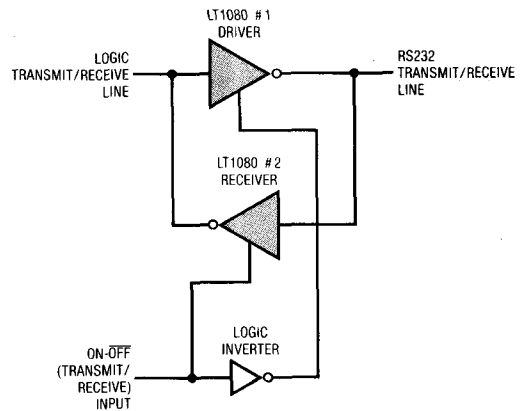 LT1080 #1
DRIVER
LOGIC
TRANSMIT/RECEIVE
LINE
RS232
TRANSMIT/RECEIVE
LINE
LT1080 #2
RECEIVER
LOGIC
INVERTER
ON-O̅F̅F̅
(TRANSMIT/
RECEIVE)
INPUT